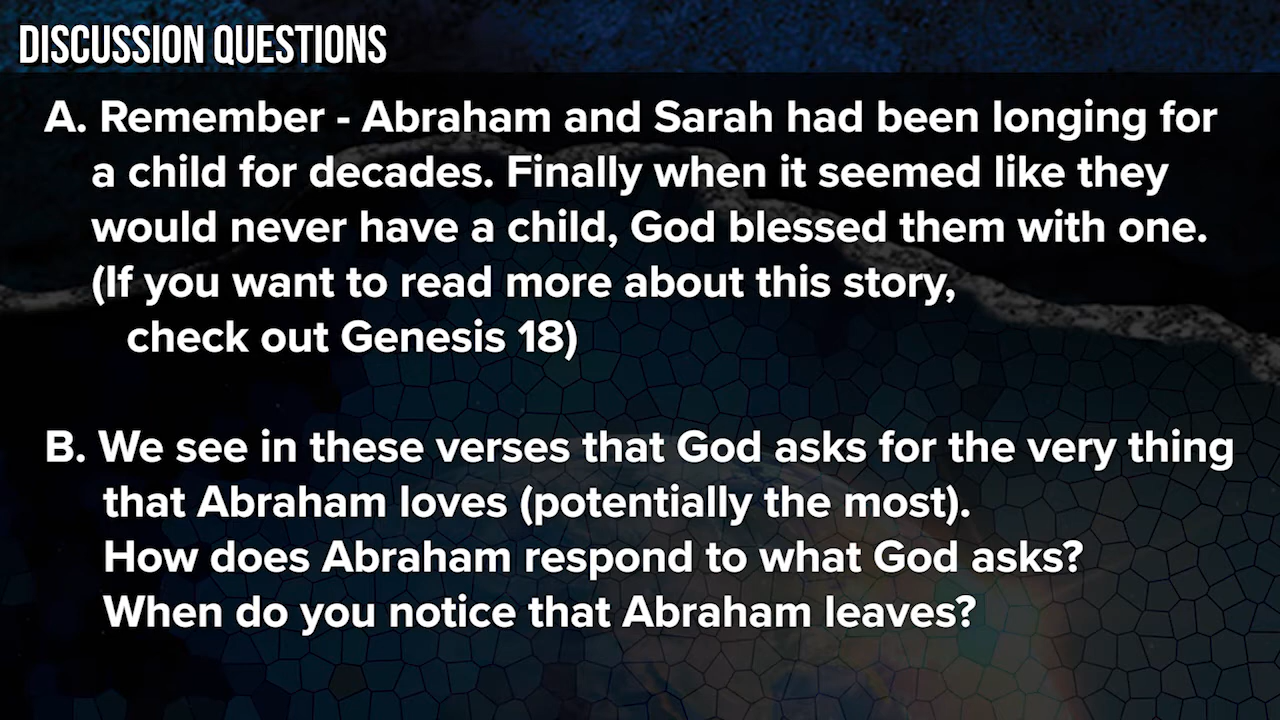 DISCUSSION QUESTIONS
A. Remember - Abraham and Sarah had been longing for
a child for decades. Finally when it seemed like they
would never have a child, God blessed them with one.
(If you want to read more about this story,
check out Genesis 18)
B. We see in these verses that God asks for the very thing
that Abraham loves (potentially the most).
How does Abraham respond to what God asks?
When do you notice that Abraham leaves?